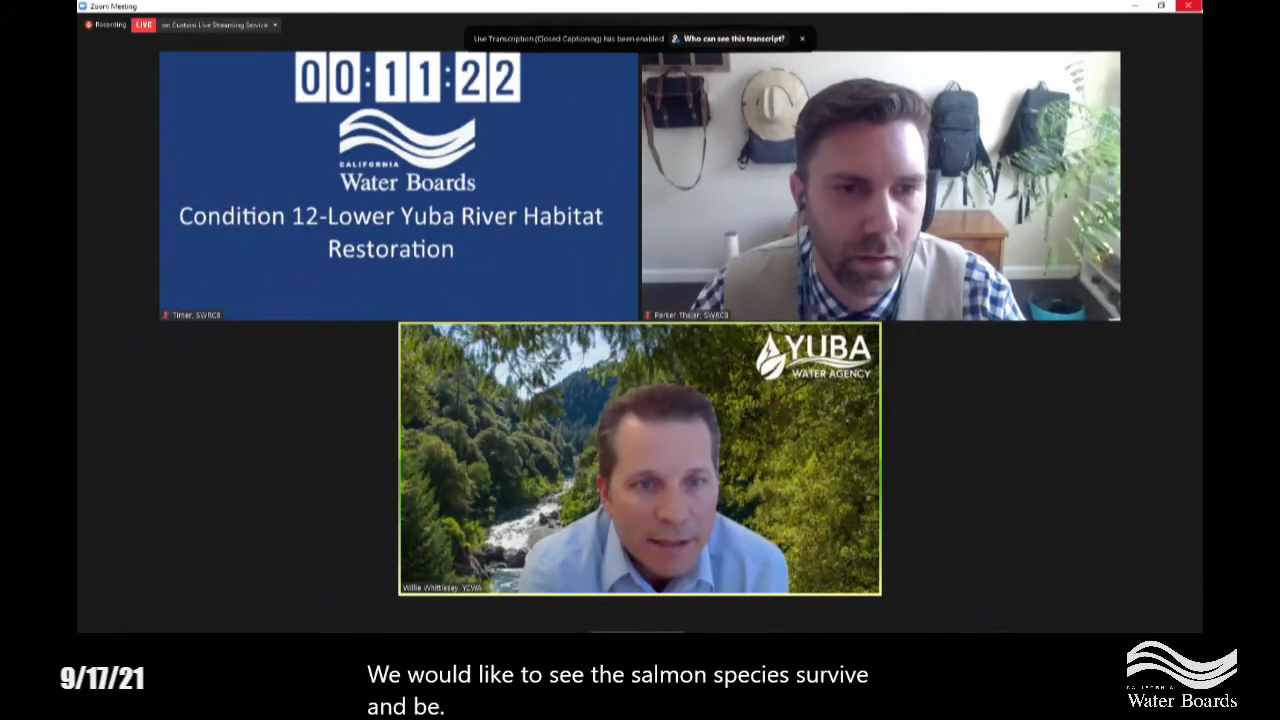 Zoom Meeting
Recording
LIVE
on Custom Live Streaming Service
Live Transcription (Closed Captioning) has been enabled
Who can see this transcript?
00:11:22
CALIFORNIA
Water Boards
Condition 12-Lower Yuba River Habitat
Restoration
Timer, SWRCB
Parker Thaler, SWRCB
YUBA
WATER AGENCY
Willie Whittlesey, YCWA
9/17/21
We would like to see the salmon species survive
and be.
CALIFORNIA
Water Boards